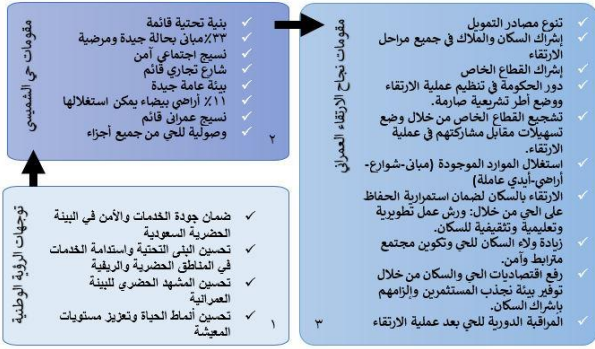 مقومات حي الشميسي
بنية تحتية قائمة
٣٣٪ مباني بحالة جيدة ومرضية
نسيج اجتماعي آمن
شارع تجاري قائم
بيئة عامة جيدة
١١٪ أراضي بيضاء يمكن استغلالها
نسيج عمراني قائم
وصولية للحي من جميع أجزاء
٢
توجهات الرؤية الوطنية
ضمان جودة الخدمات والأمن في البيئة
الحضرية السعودية
تحسين البنى التحتية واستدامة الخدمات
في المناطق الحضرية والريفية
تحسين المشهد الحضري للبيئة
العمرانية
تحسين أنماط الحياة وتعزيز مستويات
المعيشة
١
مقومات نجاح الارتقاء العمراني
تنوع مصادر التمويل
إشراك السكان والملاك في جميع مراحل
الارتقاء
إشراك القطاع الخاص
دور الحكومة في تنظيم عملية الارتقاء
ووضع أطر تشريعية صارمة.
تشجيع القطاع الخاص من خلال وضع
تسهيلات مقابل مشاركتهم في عملية
الارتقاء.
استغلال الموارد الموجودة (مباني-شوارع-
أراضي-أيدي عاملة)
الارتقاء بالسكان لضمان استمرارية الحفاظ
على الحي من خلال: ورش عمل تطويرية
وتعليمية وتثقيفية للسكان.
زيادة ولاء السكان للحي وتكوين مجتمع
مترابط وآمن.
رفع اقتصاديات الحي والسكان من خلال
توفير بيئة تجذب المستثمرين وإلزامهم
بإشراك السكان.
المراقبة الدورية للحي بعد عملية الارتقاء
٣